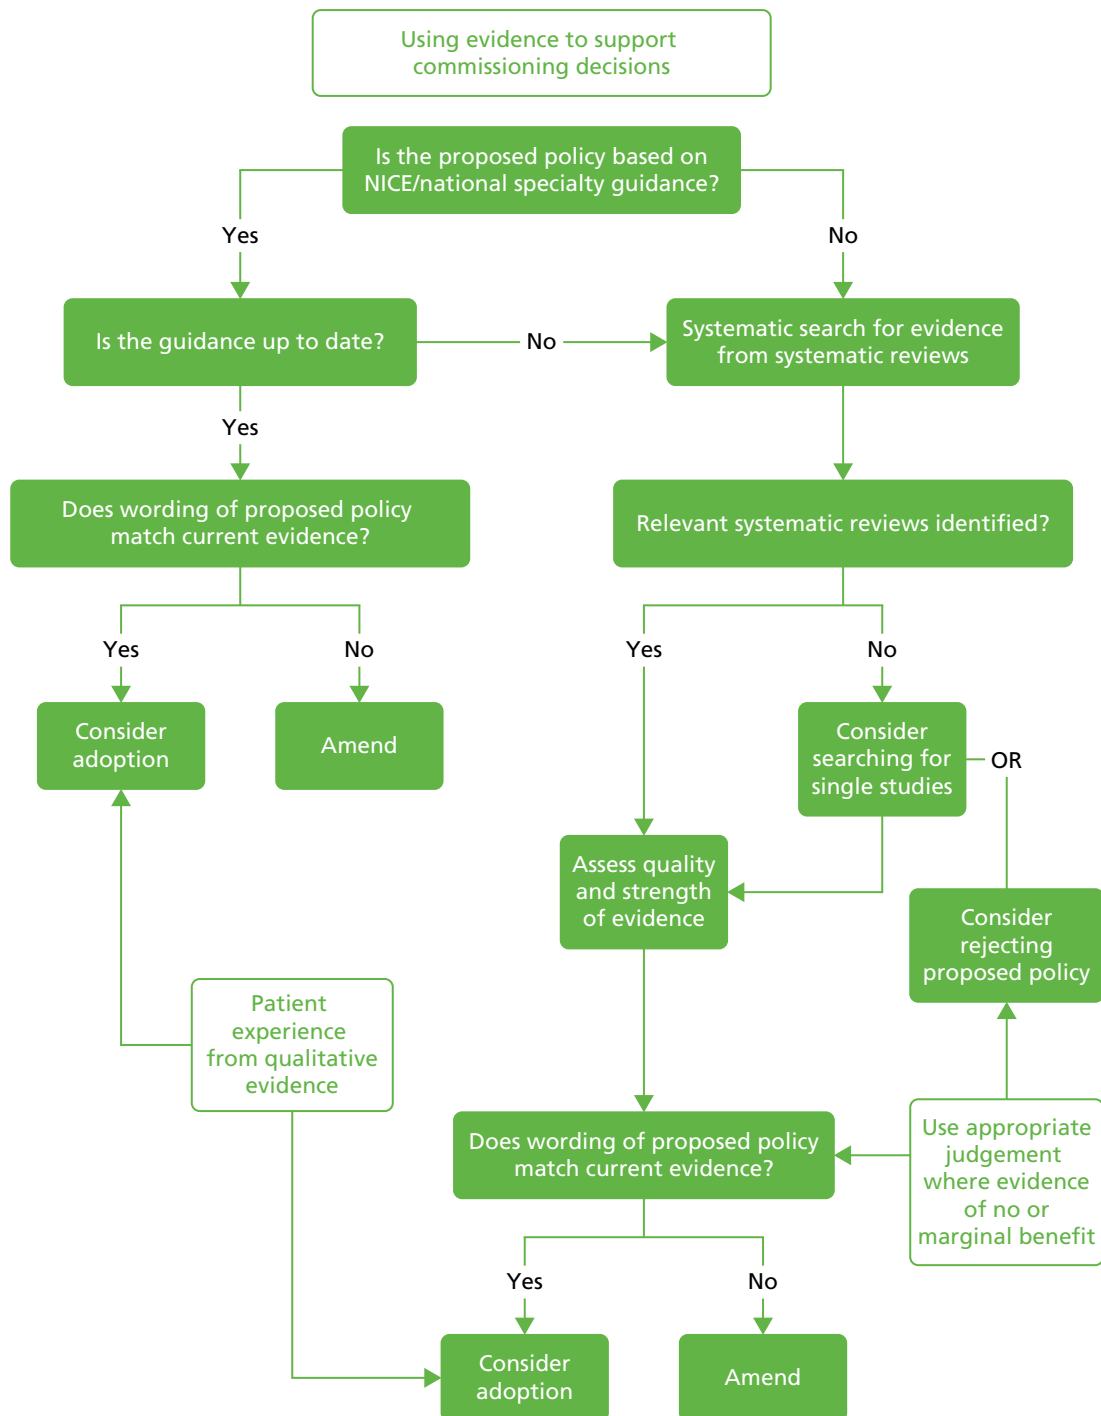 Using evidence to support
commissioning decisions
Is the proposed policy based on
NICE/national specialty guidance?
Yes
No
Is the guidance up to date?
No
Systematic search for evidence
from systematic reviews
Yes
Does wording of proposed policy
match current evidence?
Relevant systematic reviews identified?
Yes
No
Yes
No
Consider
adoption
Amend
Consider
searching for
single studies
OR
Assess quality
and strength
of evidence
Consider
rejecting
proposed policy
Patient
experience
from qualitative
evidence
Does wording of proposed policy
match current evidence?
Use appropriate
judgement
where evidence
of no or
marginal benefit
Yes
No
Consider
adoption
Amend